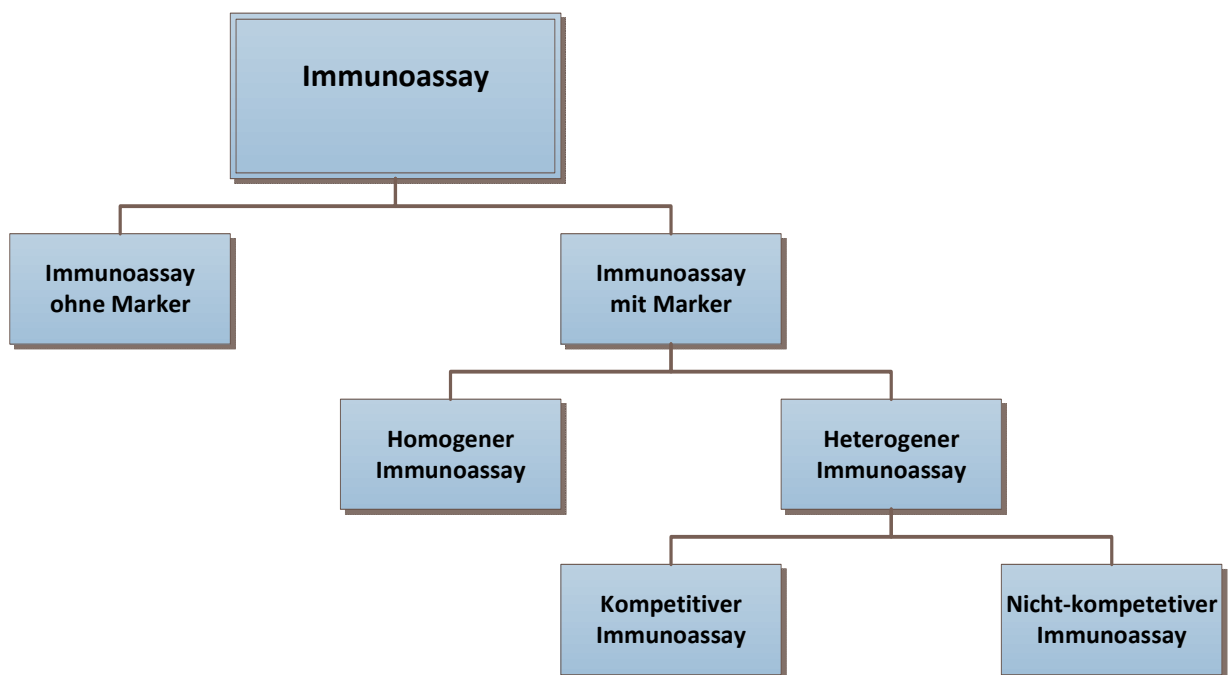 Immunoassay
Immunoassay
ohne Marker
Immunoassay
mit Marker
Homogener
Immunoassay
Heterogener
Immunoassay
Kompetitiver
Immunoassay
Nicht-kompetetiver
Immunoassay